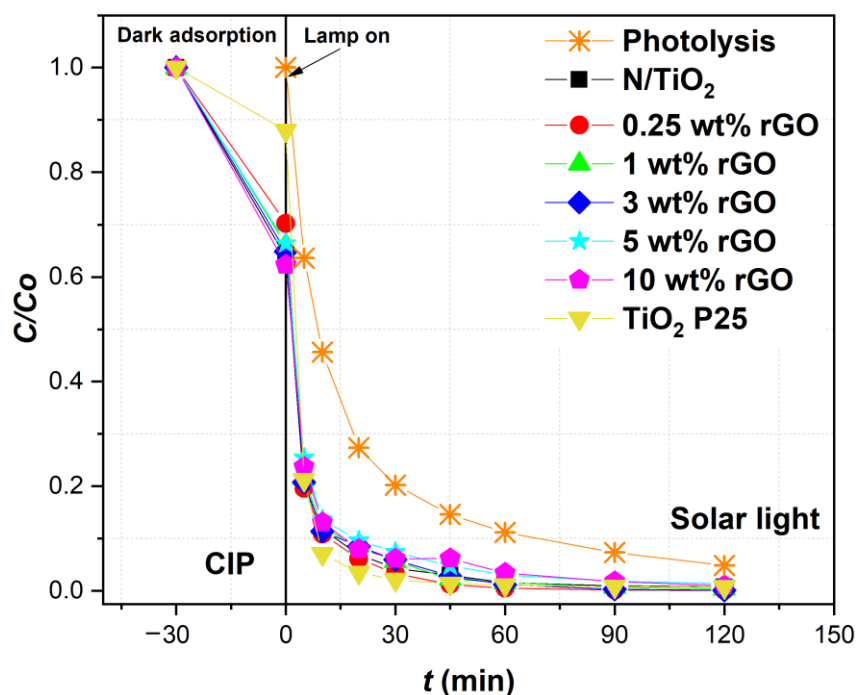 Dark adsorption
Lamp on
Photolysis
N/TiO₂
0.25 wt% rGO
1 wt% rGO
3 wt% rGO
5 wt% rGO
10 wt% rGO
TiO₂ P25
C/Co
1.0
0.8
0.6
0.4
0.2
0.0
CIP
Solar light
−30
0
30
60
90
120
150
t (min)